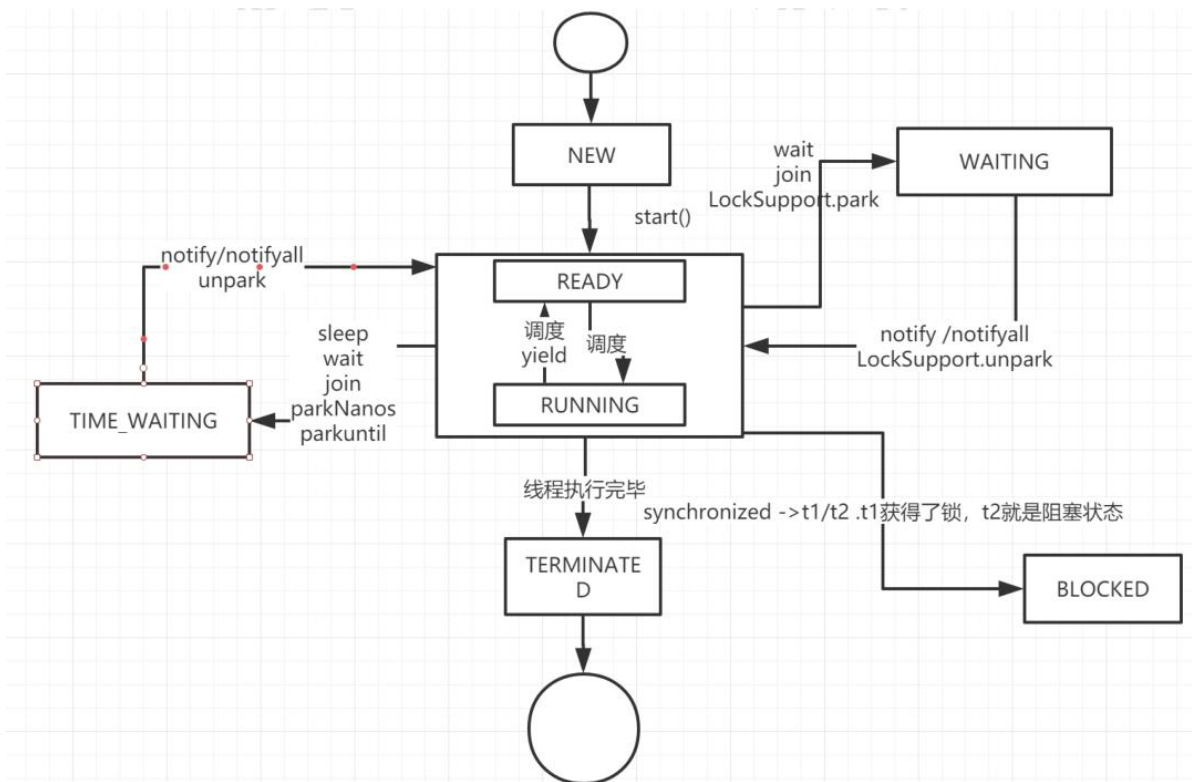 NEW
start()
wait
join
LockSupport.park
WAITING
notify/notifyall
unpark
READY
调度
yield
调度
RUNNING
sleep
wait
join
parkNanos
parkuntil
TIME_WAITING
notify /notifyall
LockSupport.unpark
线程执行完毕
synchronized ->t1/t2 .t1获得了锁，t2就是阻塞状态
TERMINATE
D
BLOCKED